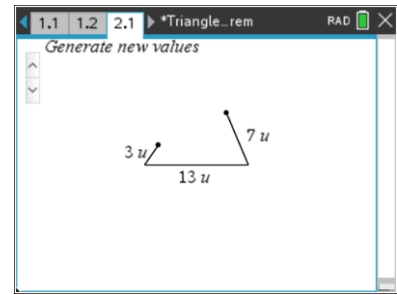 1.1 1.2 2.1 *Triangle...rem RAD
Generate new values
3 u
7 u
13 u